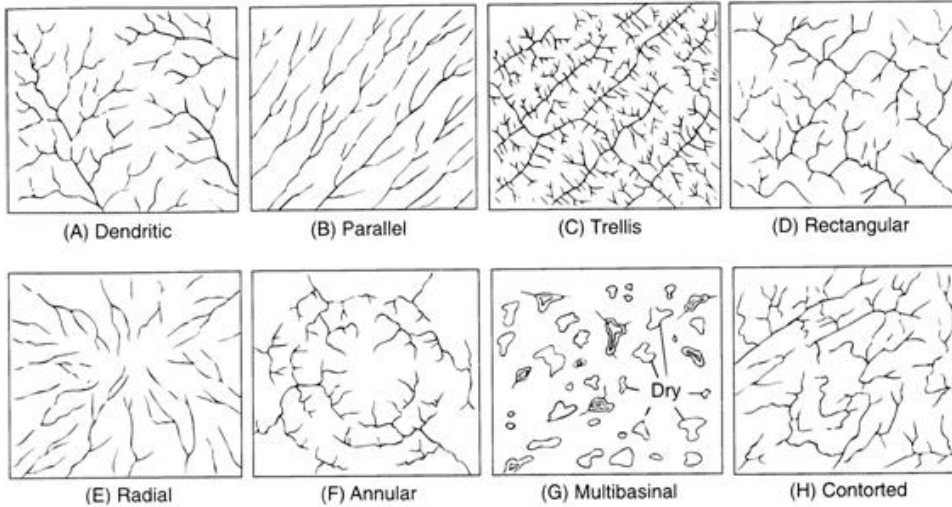 (A) Dendritic
(B) Parallel
(C) Trellis
(D) Rectangular
Dry
(E) Radial
(F) Annular
(G) Multibasinal
(H) Contorted